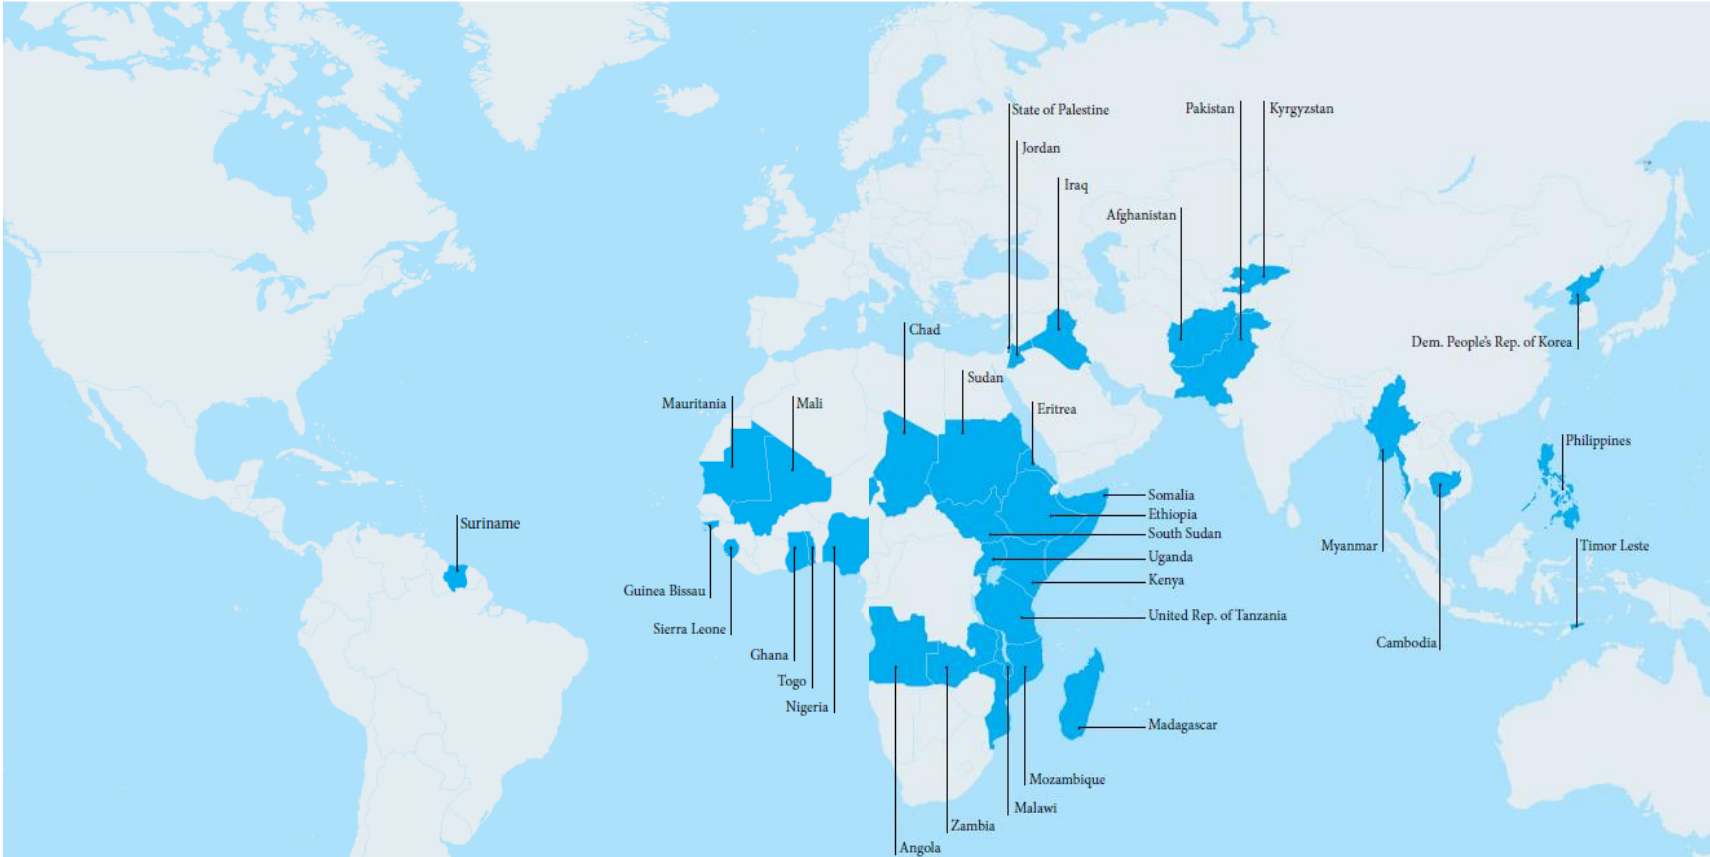 State of Palestine
Pakistan
Kyrgyzstan
Jordan
Iraq
Afghanistan
Chad
Dem. People's Rep. of Korea
Sudan
Mauritania
Mali
Eritrea
Philippines
Somalia
Ethiopia
Suriname
South Sudan
Myanmar
Timor Leste
Uganda
Kenya
Guinea Bissau
United Rep. of Tanzania
Sierra Leone
Cambodia
Ghana
Togo
Nigeria
Madagascar
Mozambique
Malawi
Zambia
Angola